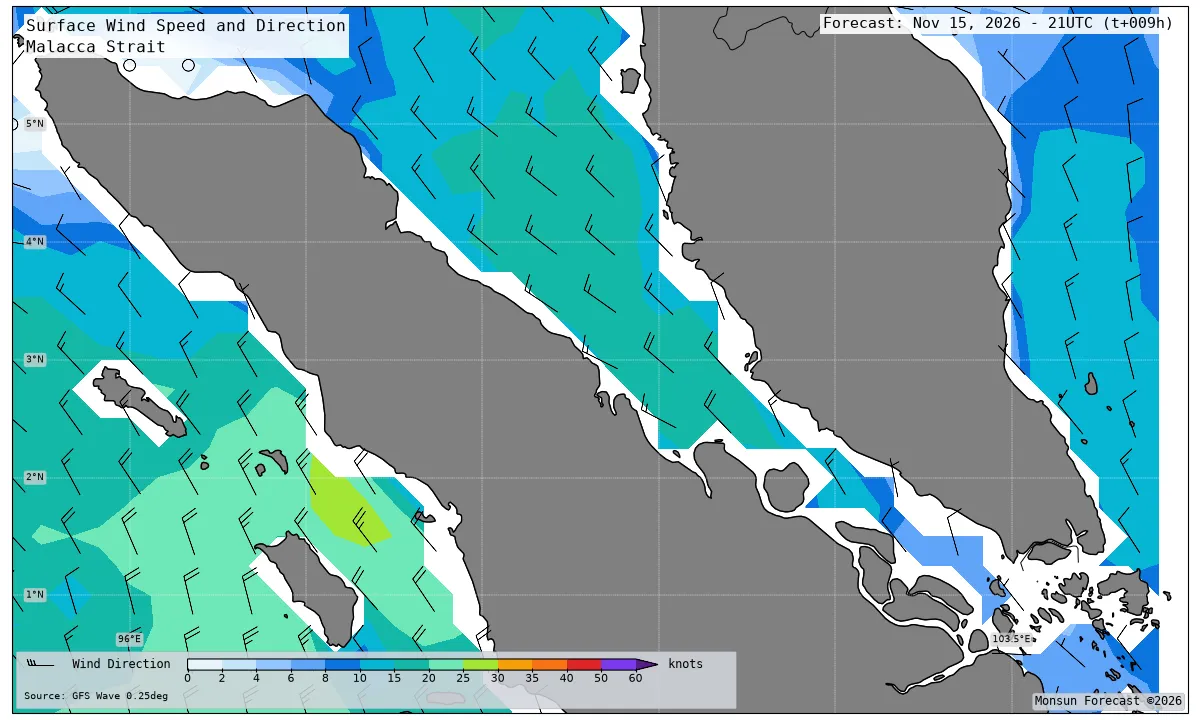 Surface Wind Speed and Direction
Malacca Strait
Forecast: Nov 15, 2026 - 21UTC (t+009h)
5°N
4°N
3°N
2°N
1°N
96°E
103.5°E
Wind Direction
knots
0 2 4 6 8 10 15 20 25 30 35 40 50 60
Source: GFS Wave 0.25deg
Monsun Forecast ©2026